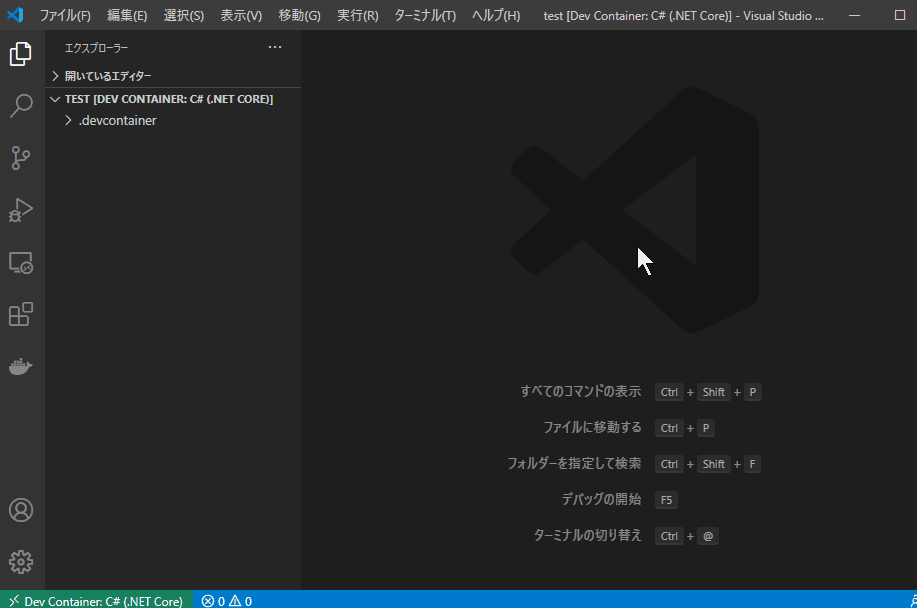 ファイル(F) 編集(E) 選択(S) 表示(V) 移動(G) 実行(R) ターミナル(T) ヘルプ(H) test [Dev Container: C# (.NET Core)] - Visual Studio ...
エクスプローラー ...
開いているエディター
TEST [DEV CONTAINER: C# (.NET CORE)]
.devcontainer
すべてのコマンドの表示 Ctrl + Shift + P
ファイルに移動する Ctrl + P
フォルダーを指定して検索 Ctrl + Shift + F
デバッグの開始 F5
ターミナルの切り替え Ctrl + @
Dev Container: C# (.NET Core) 0 0